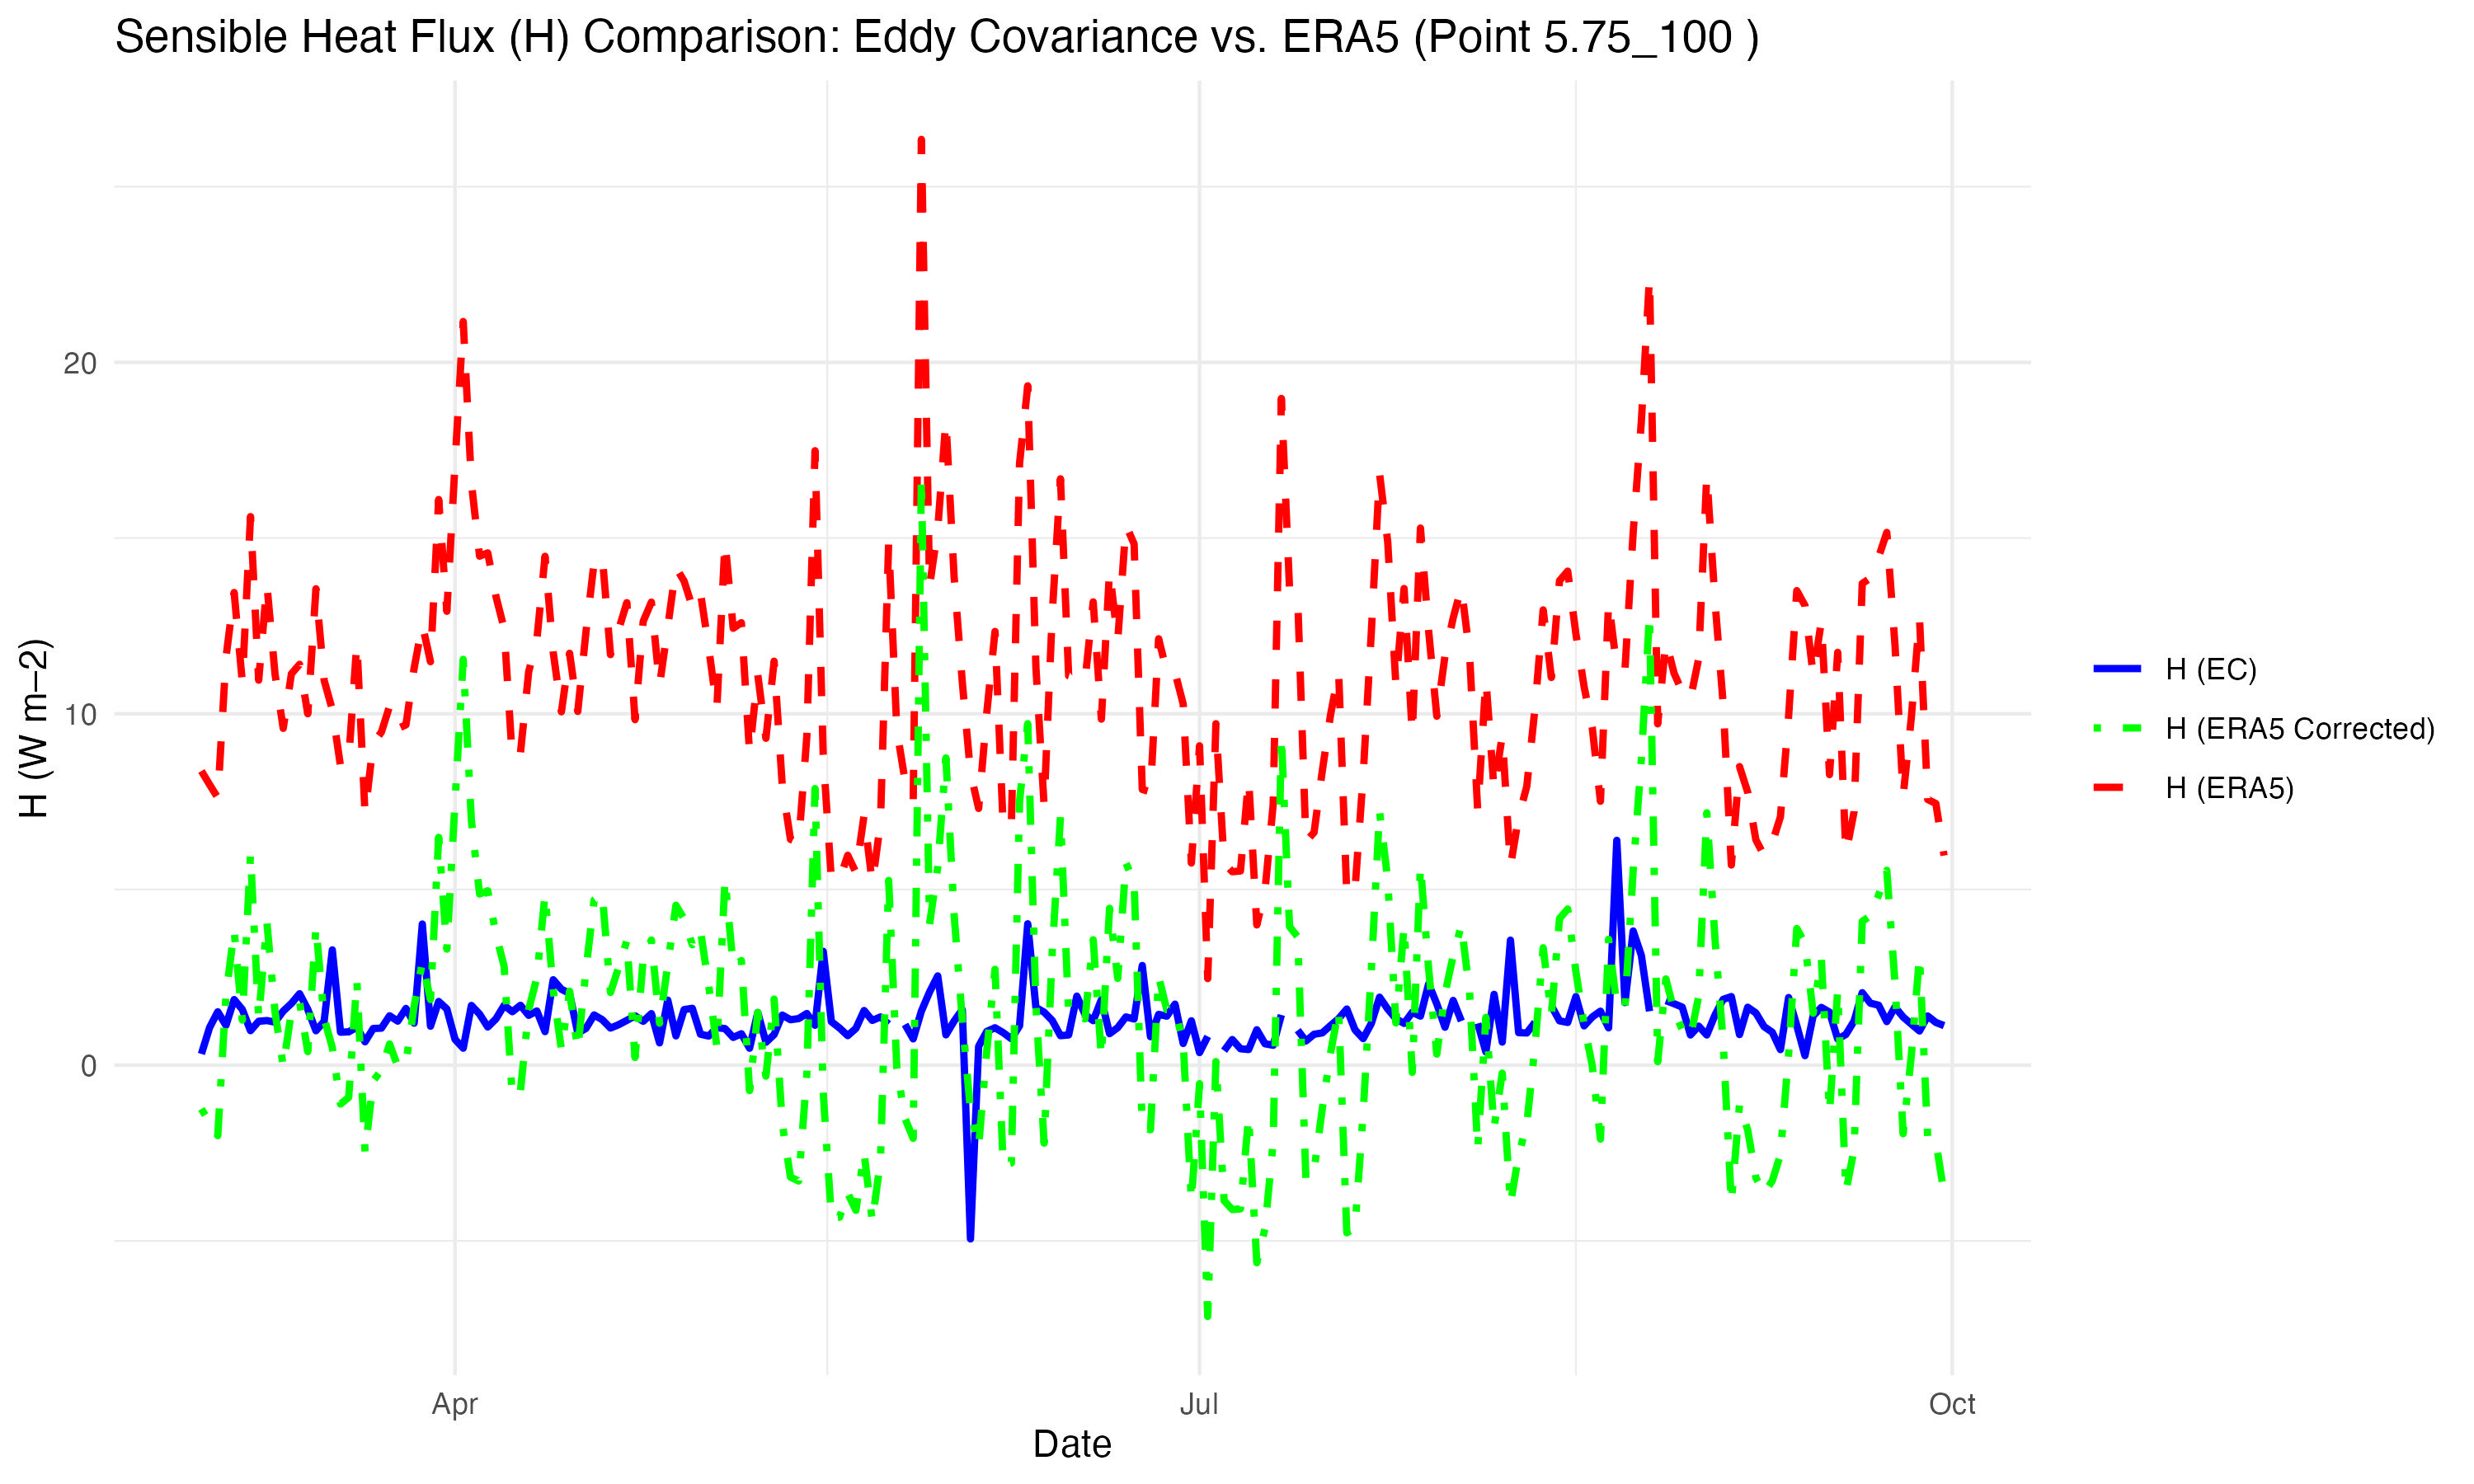 Sensible Heat Flux (H) Comparison: Eddy Covariance vs. ERA5 (Point 5.75_100 )
H (W m−2)
20
10
0
Apr
Jul
Oct
Date
H (EC)
H (ERA5 Corrected)
H (ERA5)